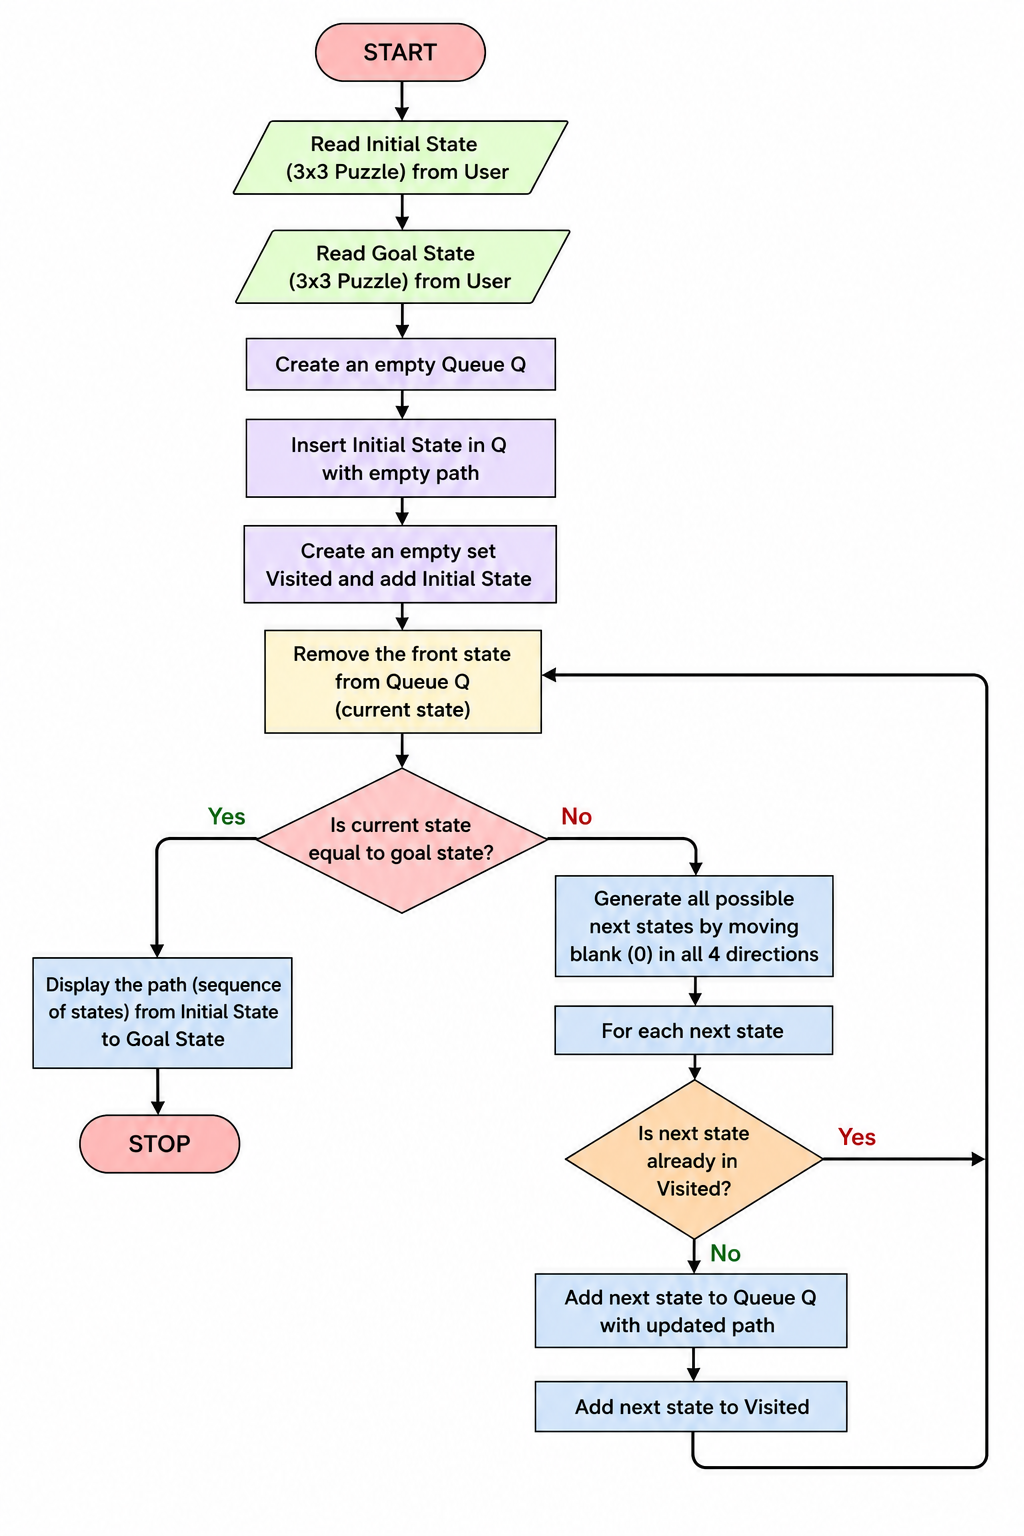 START
Read Initial State
(3x3 Puzzle) from User
Read Goal State
(3x3 Puzzle) from User
Create an empty Queue Q
Insert Initial State in Q
with empty path
Create an empty set
Visited and add Initial State
Remove the front state
from Queue Q
(current state)
Is current state
equal to goal state?
Yes
No
Display the path (sequence
of states) from Initial State
to Goal State
STOP
Generate all possible
next states by moving
blank (0) in all 4 directions
For each next state
Is next state
already in
Visited?
Yes
No
Add next state to Queue Q
with updated path
Add next state to Visited